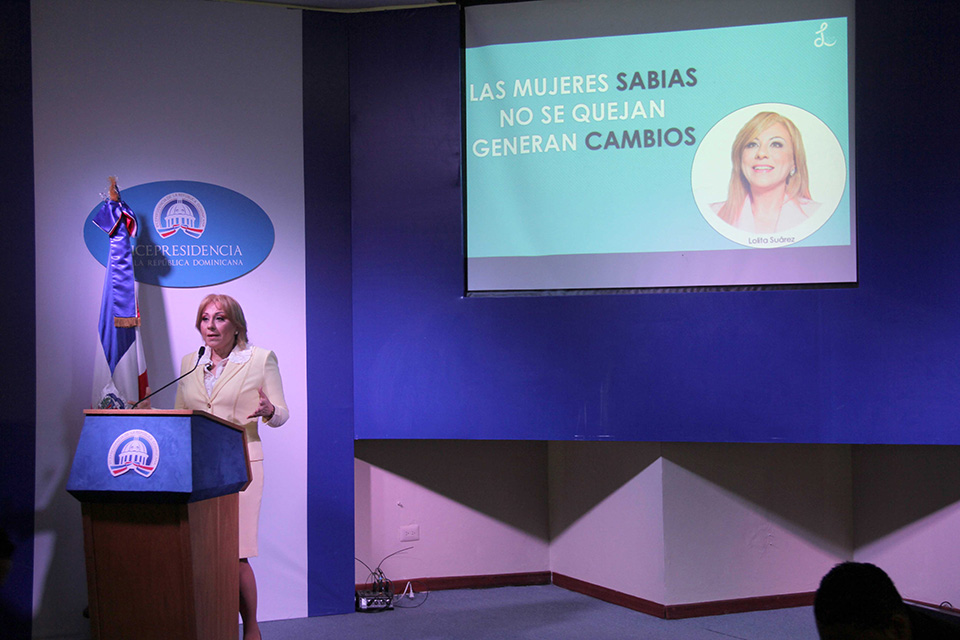 LAS MUJERES SABIAS
NO SE QUEJAN
GENERAN CAMBIOS
Lolita Suárez
VICEPRESIDENCIA
LA REPÚBLICA DOMINICANA